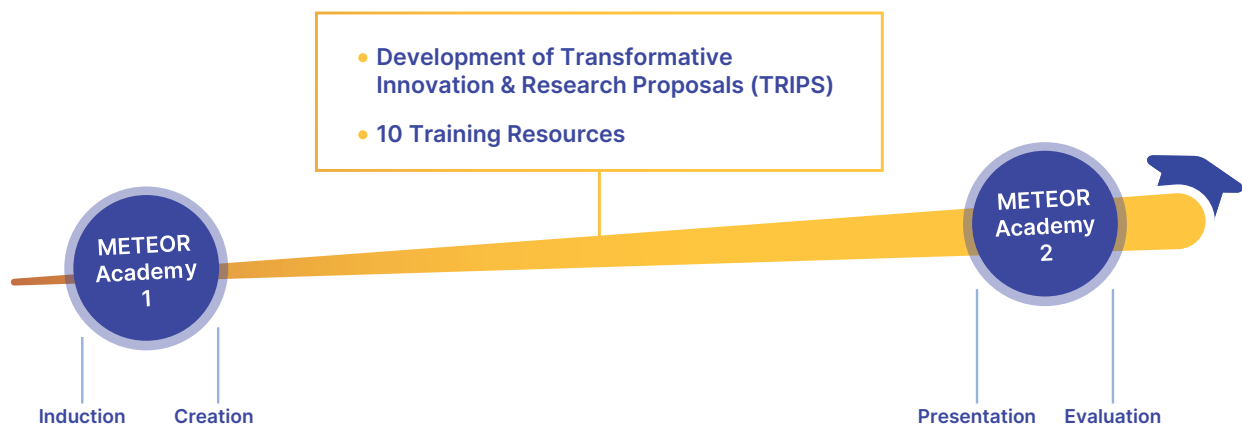 Development of Transformative
Innovation & Research Proposals (TRIPS)
10 Training Resources
METEOR
Academy
1
METEOR
Academy
2
Induction
Creation
Presentation
Evaluation